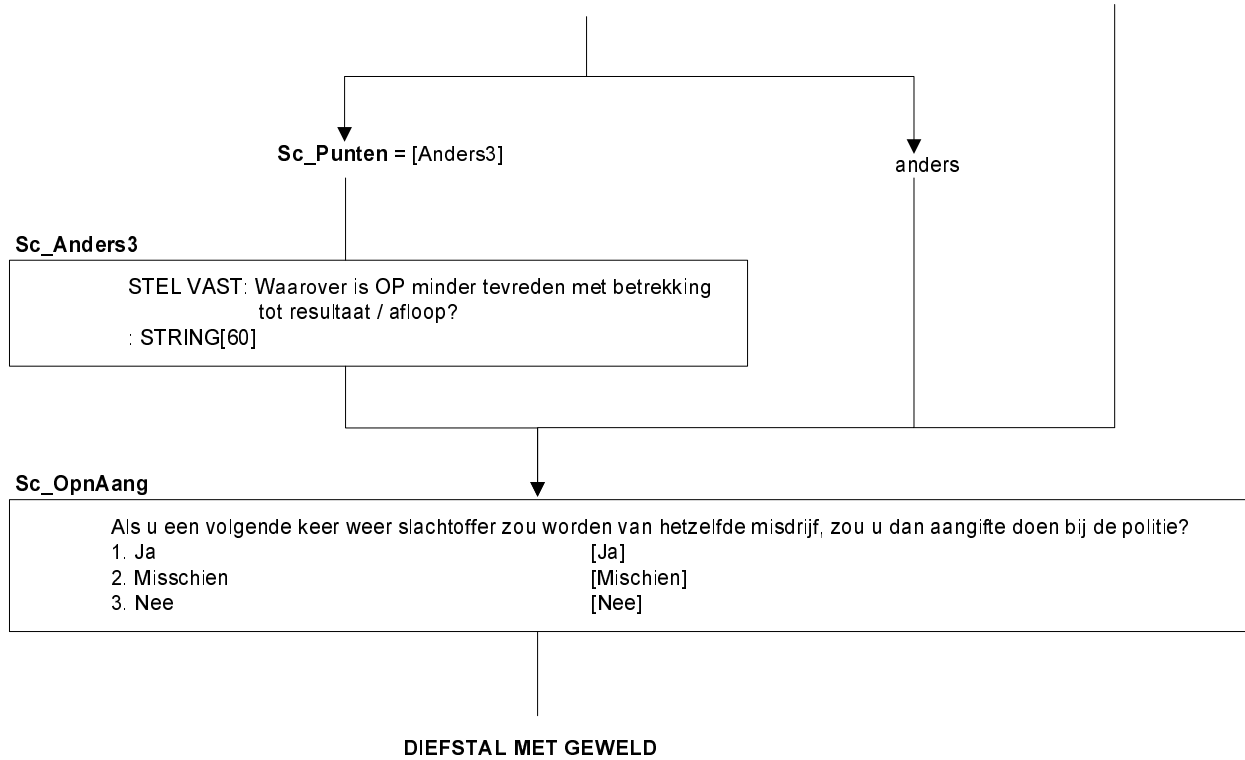 Sc_Punten = [Anders3]
anders
Sc_Anders3
STEL VAST: Waarover is OP minder tevreden met betrekking
tot resultaat / afloop?
: STRING[60]
Sc_OpnAang
Als u een volgende keer weer slachtoffer zou worden van hetzelfde misdrijf, zou u dan aangifte doen bij de politie?
1. Ja [Ja]
2. Misschien [Mischien]
3. Nee [Nee]
DIEFSTAL MET GEWELD